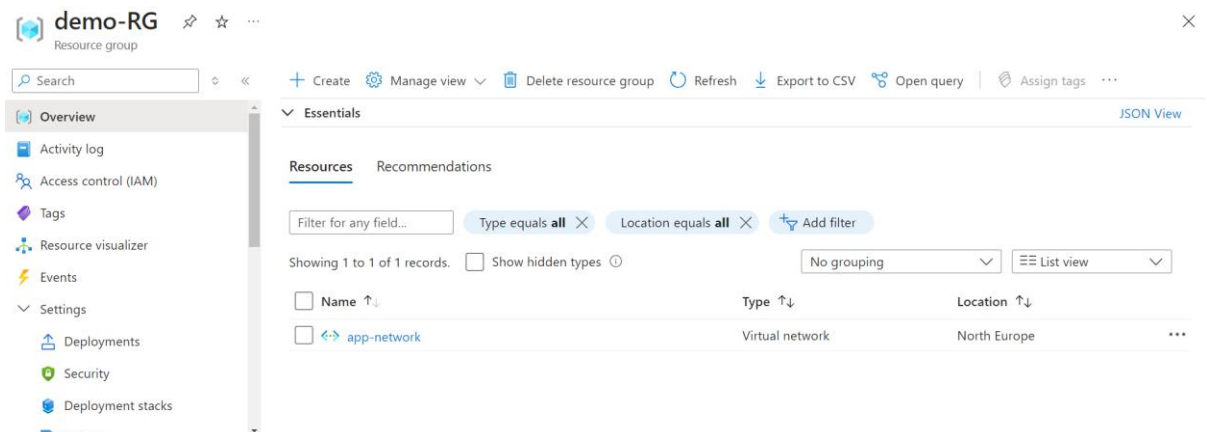 demo-RG
Resource group
Search
Create Manage view Delete resource group Refresh Export to CSV Open query Assign tags
Overview
Essentials JSON View
Activity log
Access control (IAM)
Resources Recommendations
Tags
Filter for any field... Type equals all Location equals all Add filter
Resource visualizer
Showing 1 to 1 of 1 records. Show hidden types No grouping List view
Events
Settings
Name Type Location
app-network Virtual network North Europe
Deployments
Security
Deployment stacks